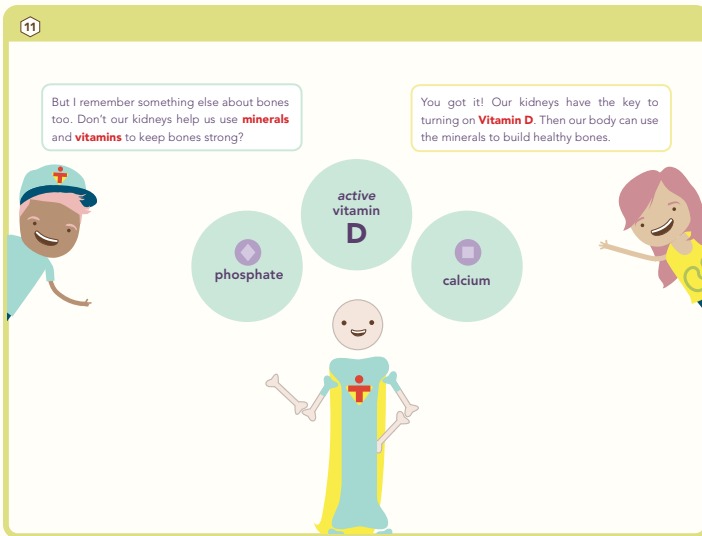 11
But I remember something else about bones
too. Don't our kidneys help us use minerals
and vitamins to keep bones strong?
You got it! Our kidneys have the key to
turning on Vitamin D. Then our body can use
the minerals to build healthy bones.
active
vitamin
D
phosphate
calcium